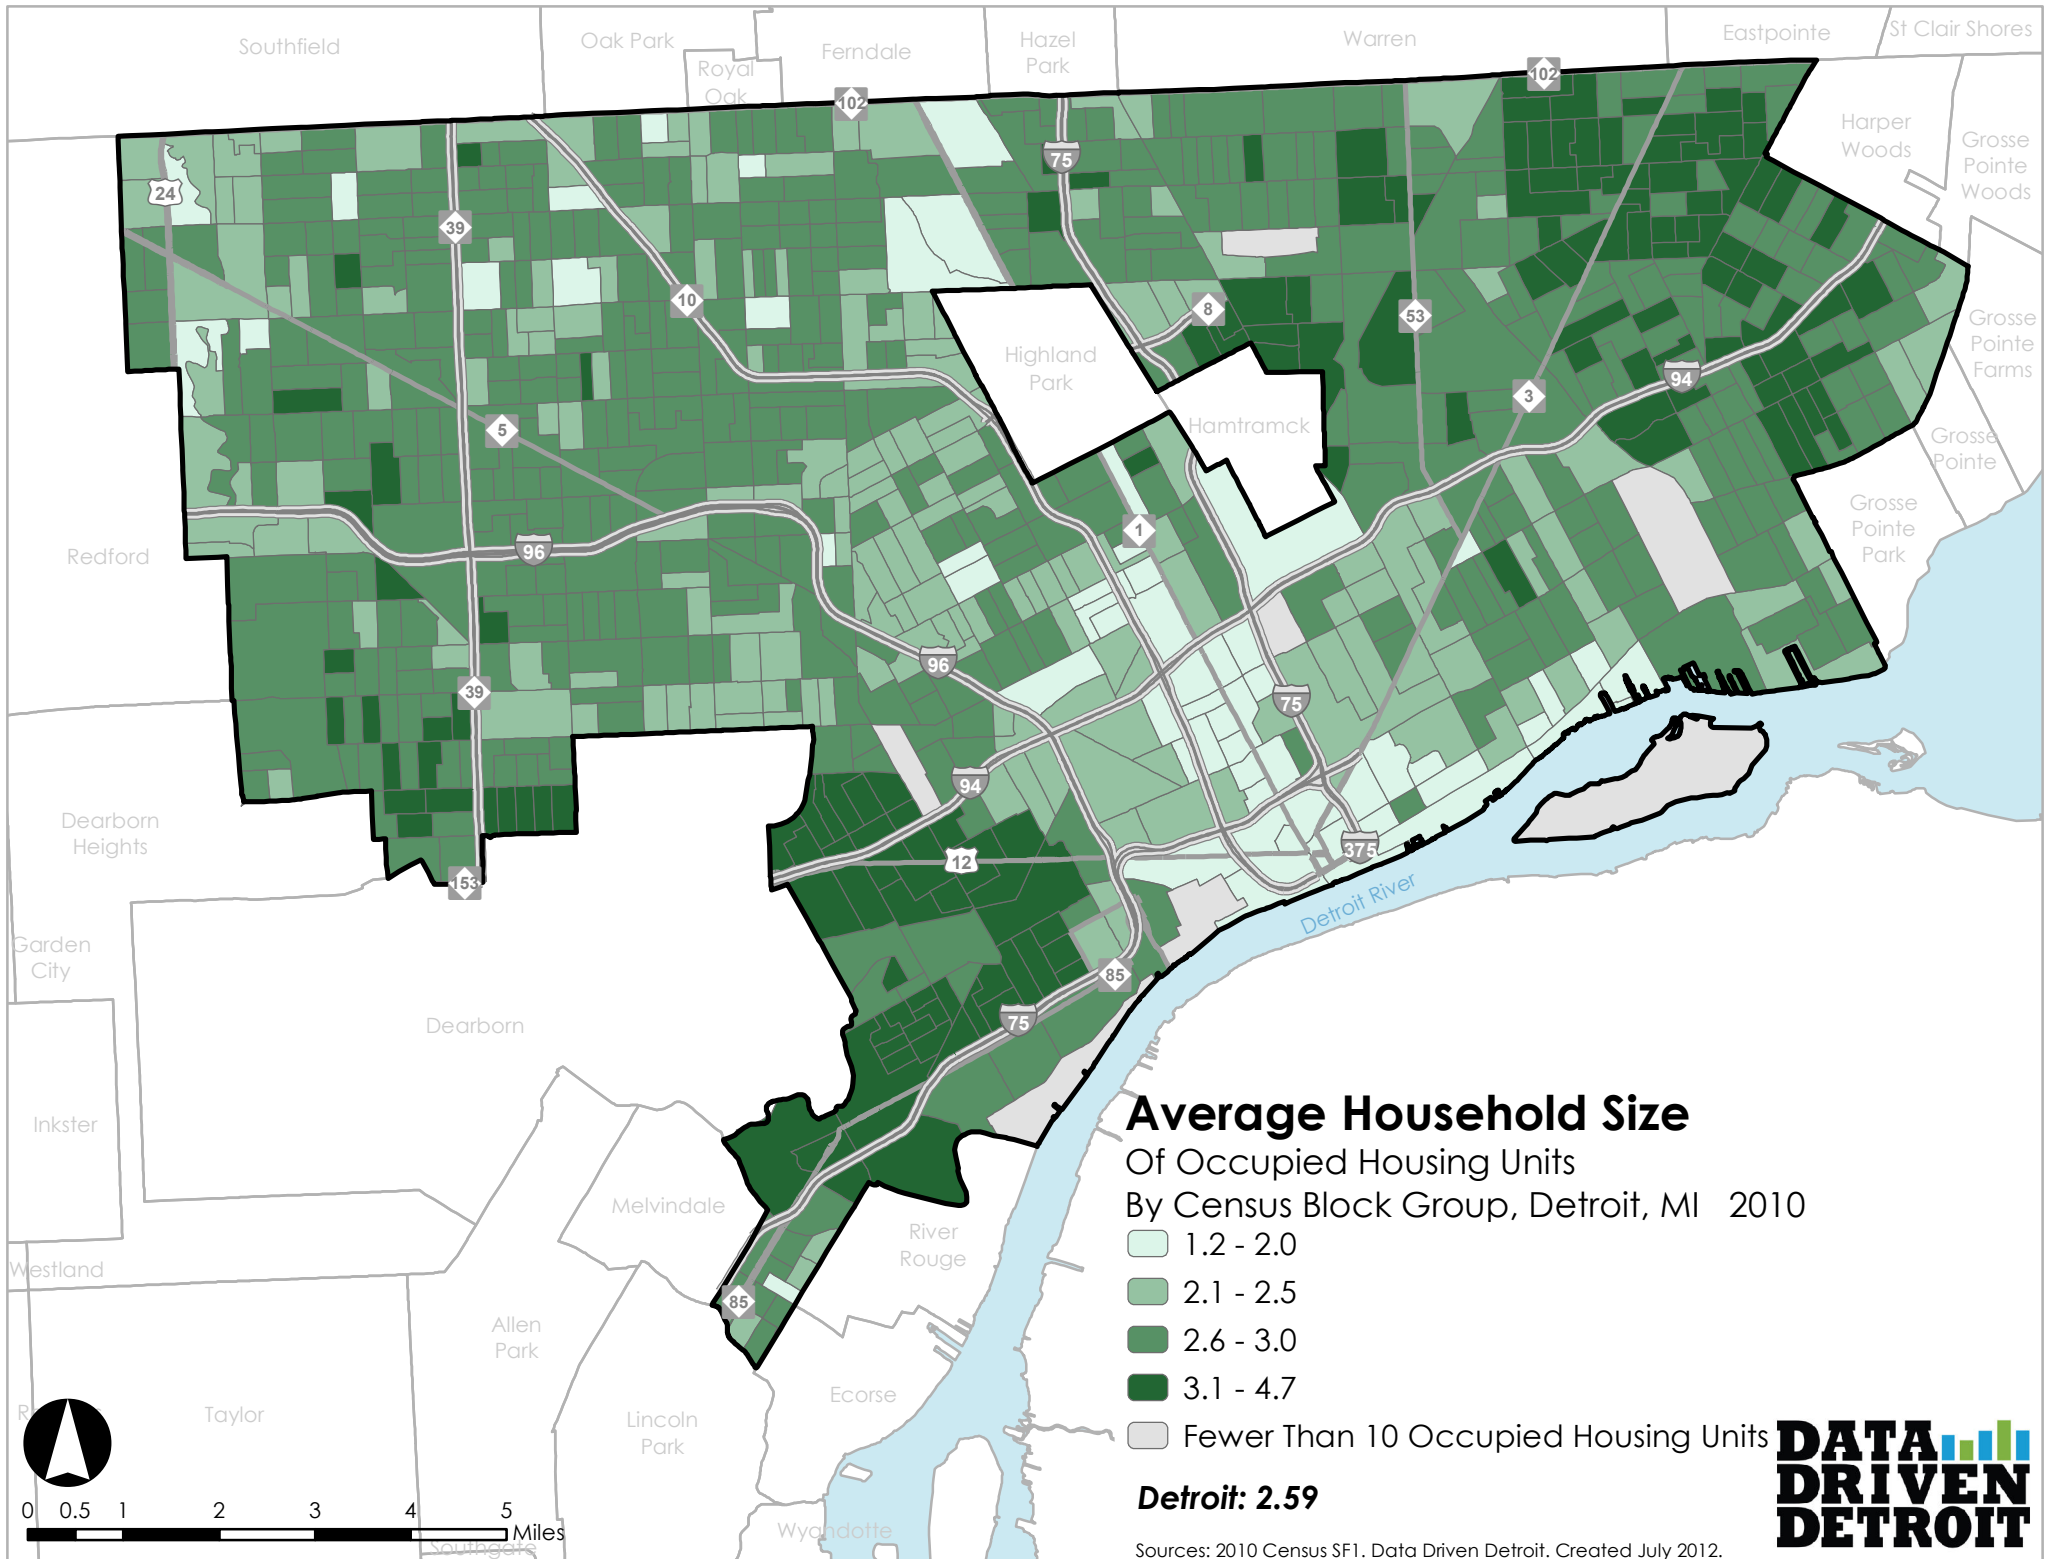 Southfield
Oak Park
Royal
Oak
Ferndale
Hazel
Park
Warren
Eastpointe
St Clair Shores
102
102
Harper
Woods
Grosse
Pointe
Woods
75
24
39
10
8
53
Grosse
Pointe
Farms
Highland
Park
94
3
Hamtramck
5
Grosse
Pointe
Grosse
Pointe
Park
1
Redford
96
96
39
75
94
Dearborn
Heights
12
375
153
Detroit River
Garden
City
85
75
Dearborn
Inkster
Melvindale
River
Rouge
Westland
85
Allen
Park
Ecorse
Taylor
Lincoln
Park
Wyandotte
Southgate
Average Household Size
Of Occupied Housing Units
By Census Block Group, Detroit, MI 2010
1.2 - 2.0
2.1 - 2.5
2.6 - 3.0
3.1 - 4.7
Fewer Than 10 Occupied Housing Units
Detroit: 2.59
Sources: 2010 Census SF1. Data Driven Detroit. Created July 2012.
0 0.5 1 2 3 4 5
Miles
DATA
DRIVEN
DETROIT